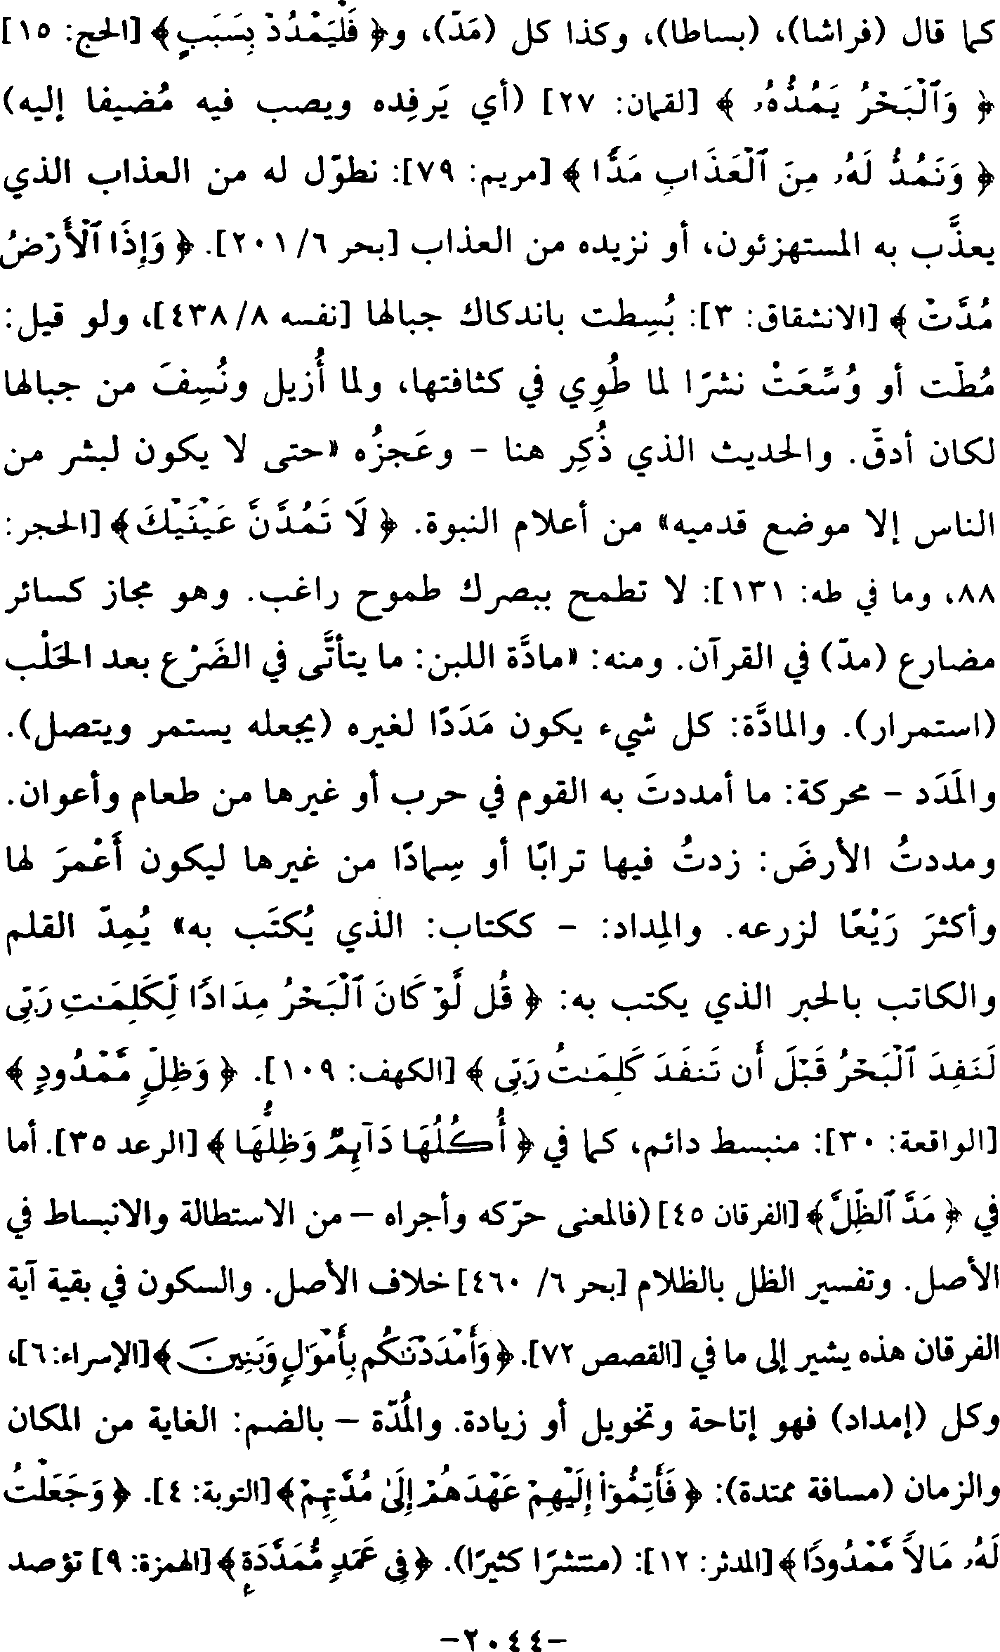 كما قال (فراشا)، (بساطا)، وكذا كل (مَدّ)، و﴿ فَلْيَمْدُدْ بِسَبَبٍ ﴾ [الحج: ١٥]
﴿ وَٱلْبَحْرُ يَمُدُّهُۥ ﴾ [لقمان: ٢٧] (أي يَرفِده ويصب فيه مُضيفا إليه)
﴿ وَنَمُدُّ لَهُۥ مِنَ ٱلْعَذَابِ مَدًّا ﴾ [مريم: ٧٩]: نطوّل له من العذاب الذي
يعذَّب به المستهزئون، أو نزيده من العذاب [بحر ٦/ ٢٠١]. ﴿ وَإِذَا ٱلْأَرْضُ
مُدَّتْ ﴾ [الانشقاق: ٣]: بُسِطت باندكاك جبالها [نفسه ٨/ ٤٣٨]، ولو قيل:
مُطّت أو وُسِّعَتْ نشرًا لما طُوِي في كثافتها، ولما أُزيل ونُسِفَ من جبالها
لكان أدقّ. والحديث الذي ذُكِر هنا – وعَجزُه «حتى لا يكون لبشر من
الناس إلا موضع قدميه» من أعلام النبوة. ﴿ لَا تَمُدَّنَّ عَيْنَيْكَ ﴾ [الحجر:
٨٨، وما في طه: ١٣١]: لا تطمح ببصرك طموح راغب. وهو مجاز كسائر
مضارع (مدّ) في القرآن. ومنه: «مادَّة اللبن: ما يتأتَّى في الضَرْع بعد الحَلْب
(استمرار). والمادَّة: كل شيء يكون مَدَدًا لغيره (يجعله يستمر ويتصل).
والمَدَد – محركة: ما أمددتَ به القوم في حرب أو غيرها من طعام وأعوان.
ومددتُ الأرضَ: زدتُ فيها ترابًا أو سِمادًا من غيرها ليكون أَعْمرَ لها
وأكثرَ رَيْعًا لزرعه. والمِداد: – ككتاب: الذي يُكتَب به» يُمِدّ القلم
والكاتب بالحبر الذي يكتب به: ﴿ قُل لَّوْ كَانَ ٱلْبَحْرُ مِدَادًا لِّكَلِمَـٰتِ رَبِّى
لَنَفِدَ ٱلْبَحْرُ قَبْلَ أَن تَنفَدَ كَلِمَـٰتُ رَبِّى ﴾ [الكهف: ١٠٩]. ﴿ وَظِلٍّ مَّمْدُودٍ ﴾
[الواقعة: ٣٠]: منبسط دائم، كما في ﴿ أُكُلُهَا دَآئِمٌ وَظِلُّهَا ﴾ [الرعد ٣٥]. أما
في ﴿ مَدَّ ٱلظِّلَّ ﴾ [الفرقان ٤٥] (فالمعنى حرّكه وأجراه – من الاستطالة والانبساط في
الأصل. وتفسير الظل بالظلام [بحر ٦/ ٤٦٠] خلاف الأصل. والسكون في بقية آية
الفرقان هذه يشير إلى ما في [القصص ٧٢]. ﴿ وَأَمْدَدْنَـٰكُم بِأَمْوَٰلٍ وَبَنِينَ ﴾ [الإسراء: ٦]،
وكل (إمداد) فهو إتاحة وتخويل أو زيادة. والمُدّة – بالضم: الغاية من المكان
والزمان (مسافة ممتدة): ﴿ فَأَتِمُّوٓا۟ إِلَيْهِمْ عَهْدَهُمْ إِلَىٰ مُدَّتِهِمْ ﴾ [التوبة: ٤]. ﴿ وَجَعَلْتُ
لَهُۥ مَالًا مَّمْدُودًا ﴾ [المدثر: ١٢]: (منتشرًا كثيرًا). ﴿ فِى عَمَدٍ مُّمَدَّدَةٍ ﴾ [الهمزة: ٩] تؤصد
-٢٠٤٤-